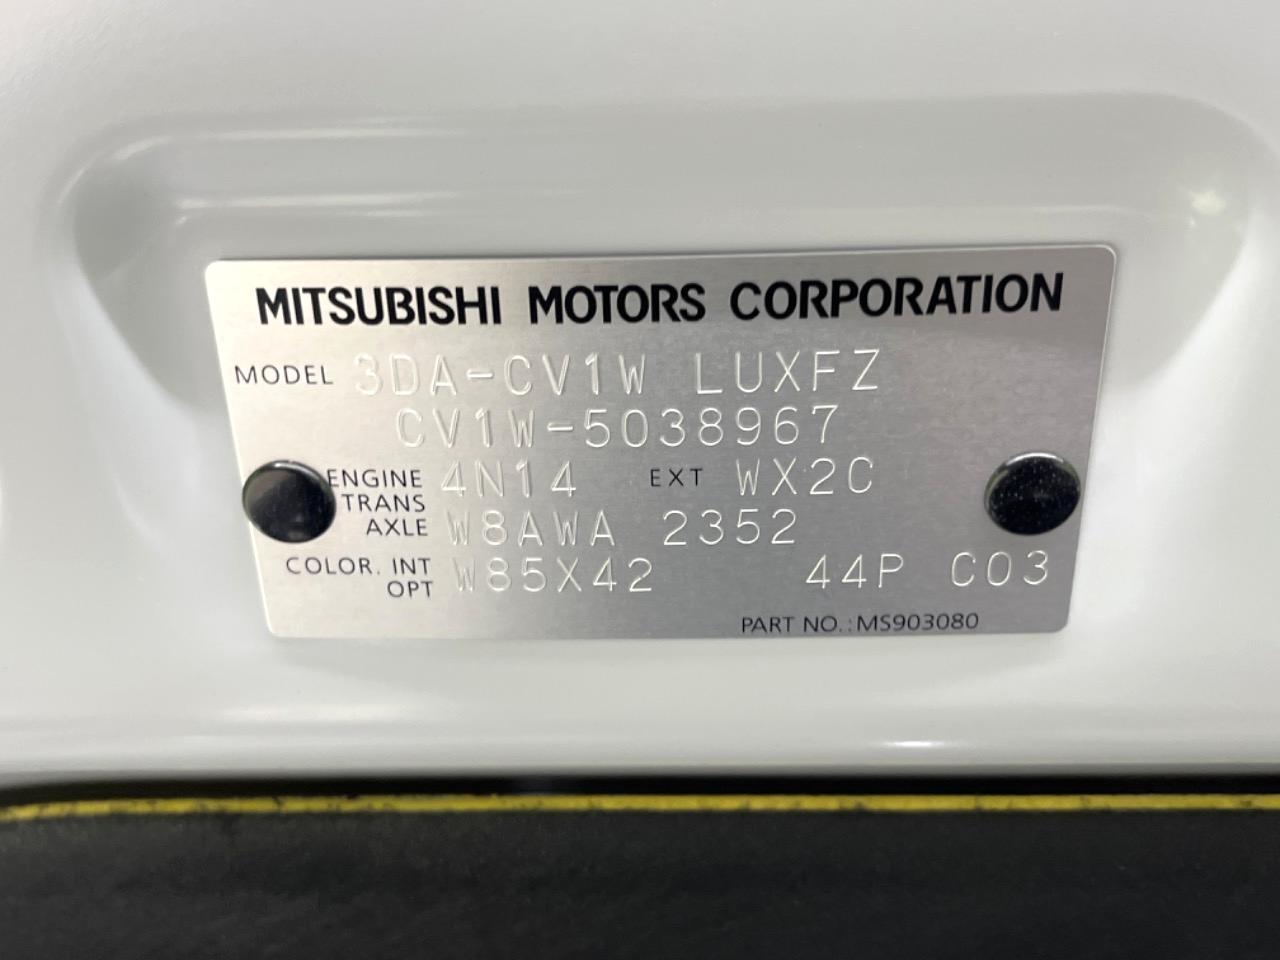 MITSUBISHI MOTORS CORPORATION
MODEL 3DA-CV1W LUXFZ
CV1W-5038967
ENGINE 4N14 EXT WX2C
TRANS
AXLE W8AWA 2352
COLOR. INT W85X42 44P C03
OPT
PART NO.:MS903080